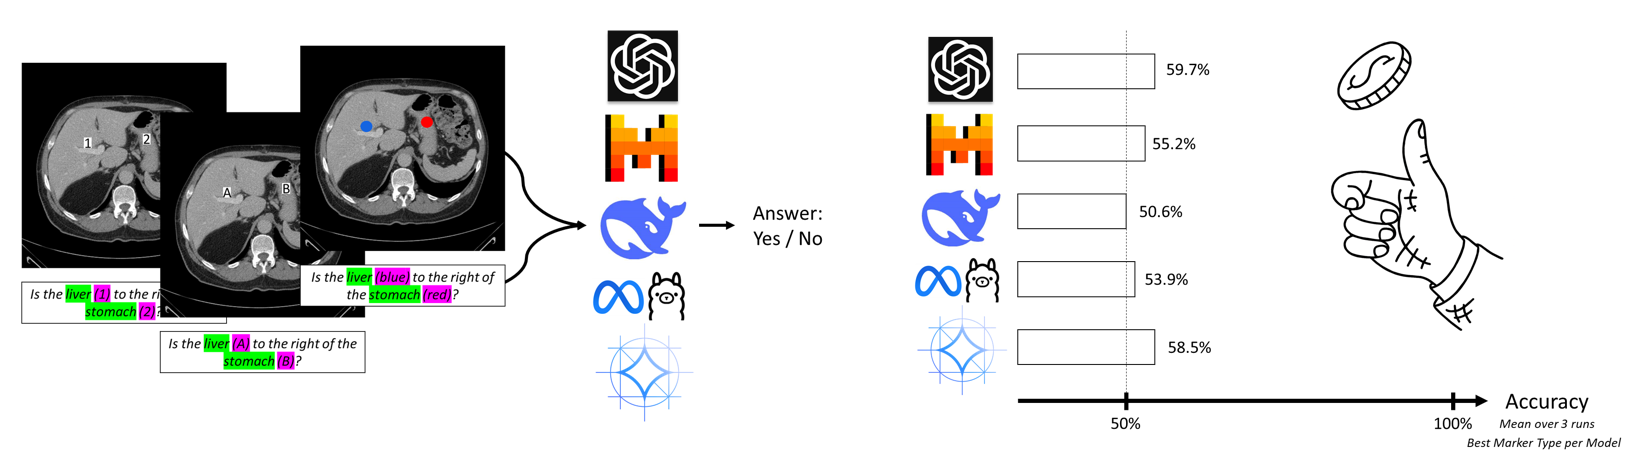 1
2
Is the liver (1) to the ri
stomach (2)?
A
B
Is the liver (A) to the right of the
stomach (B)?
Is the liver (blue) to the right of
the stomach (red)?
Answer:
Yes / No
59.7%
55.2%
50.6%
53.9%
58.5%
50%
100%
Accuracy
Mean over 3 runs
Best Marker Type per Model